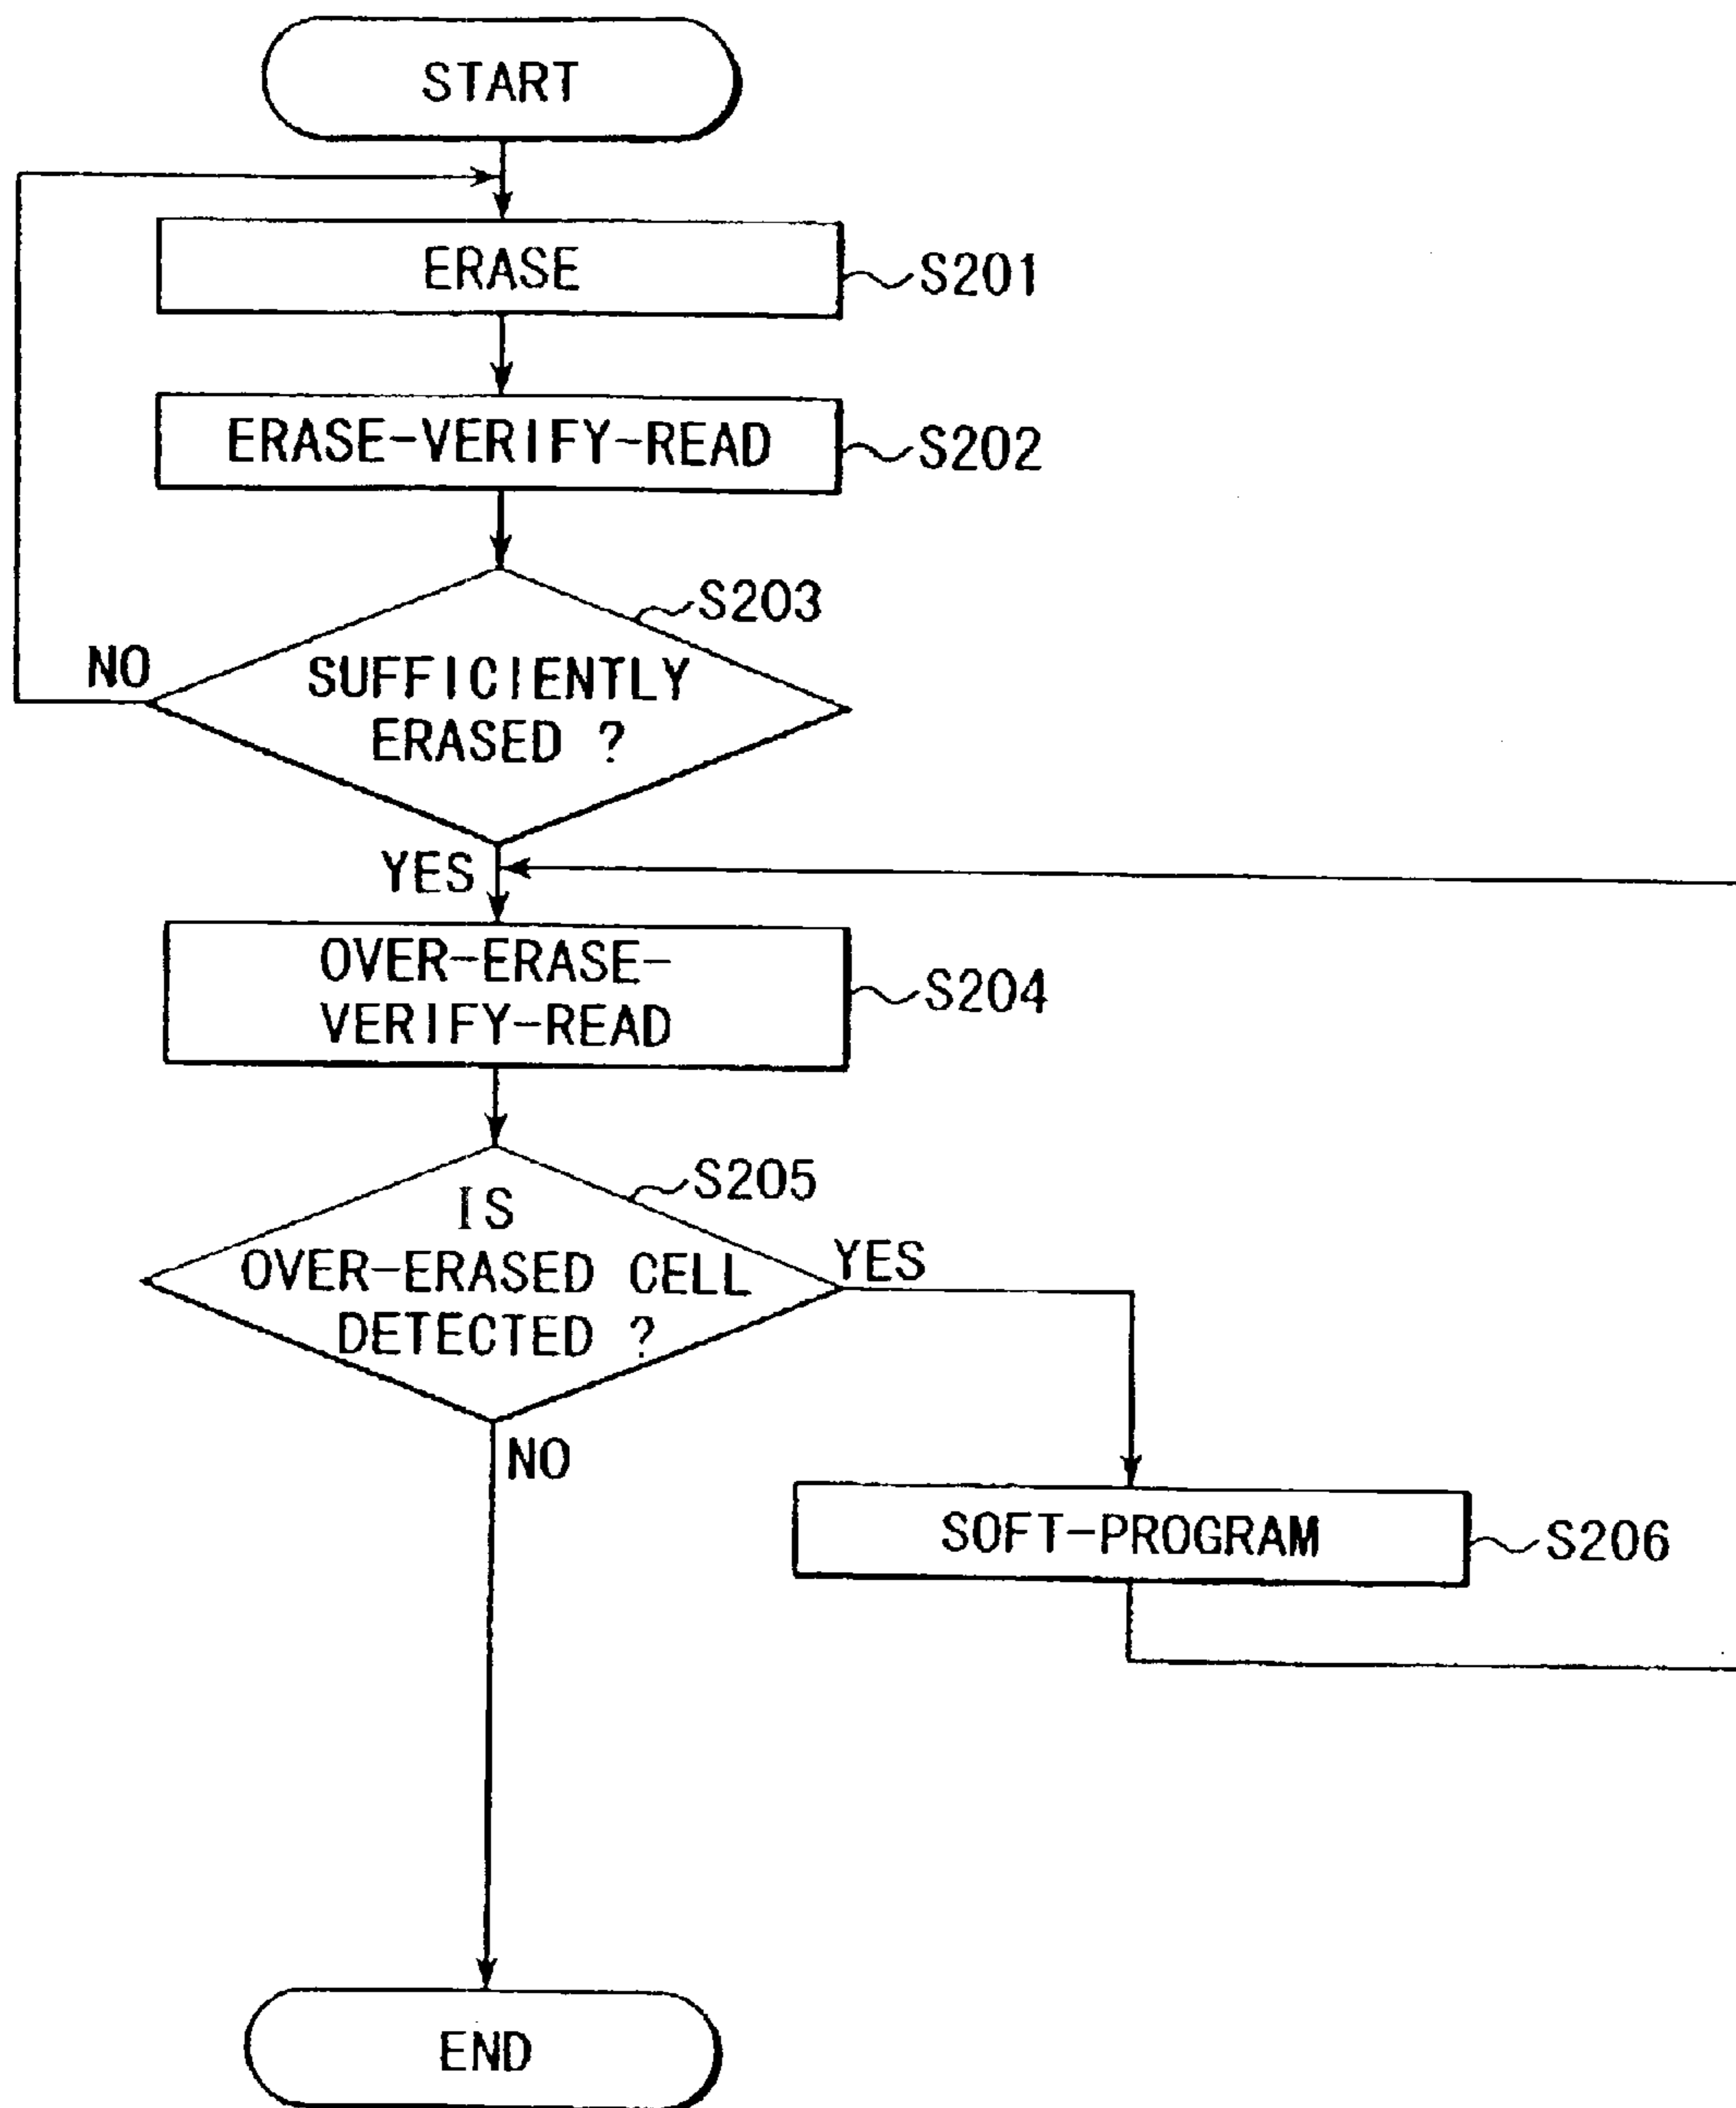 START
ERASE
S201
ERASE-VERIFY-READ
S202
S203
NO
SUFFICIENTLY
ERASED ?
YES
OVER-ERASE-
VERIFY-READ
S204
S205
IS
OVER-ERASED CELL
DETECTED ?
YES
NO
SOFT-PROGRAM
S206
END